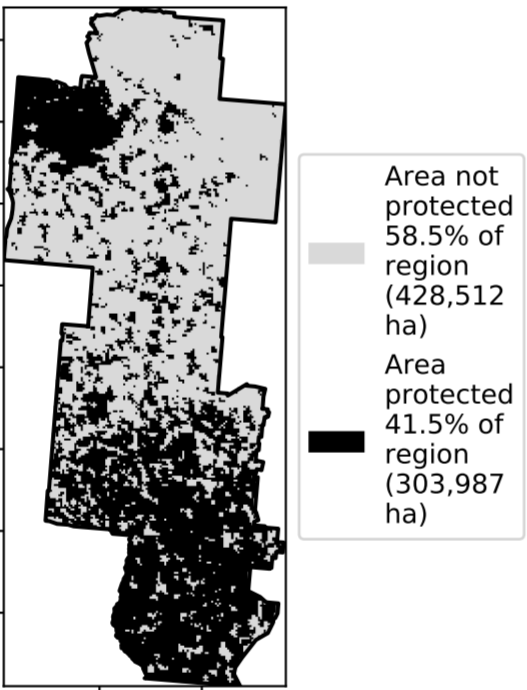 Area not
protected
58.5% of
region
(428,512
ha)
Area
protected
41.5% of
region
(303,987
ha)